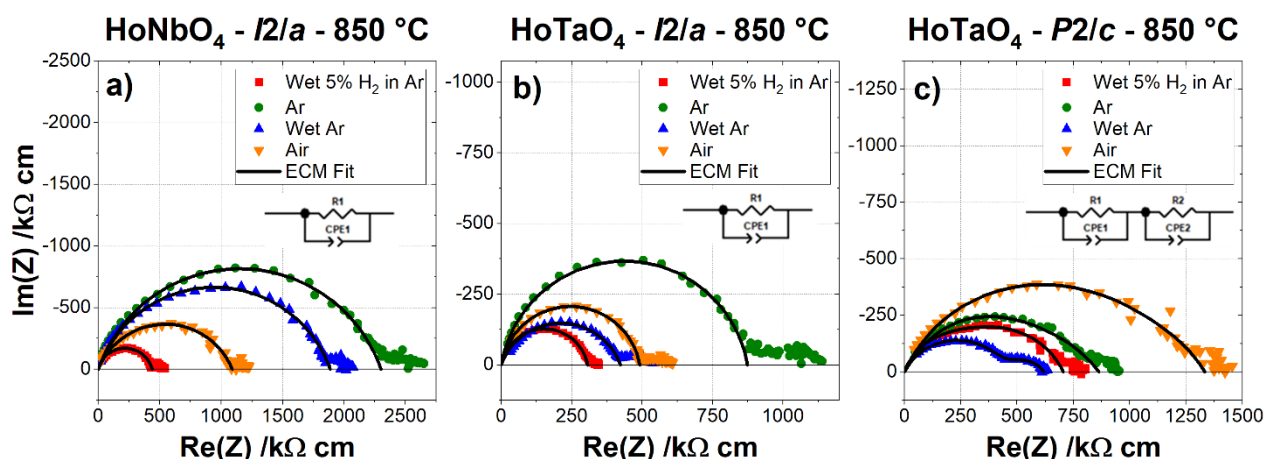 HoNbO₄ - I2/a - 850 °C
HoTaO₄ - I2/a - 850 °C
HoTaO₄ - P2/c - 850 °C
a)
Wet 5% H₂ in Ar
Ar
Wet Ar
Air
ECM Fit
R1
CPE1
-2500
-2000
-1500
-1000
-500
0
0 500 1000 1500 2000 2500
Im(Z) /kΩ cm
Re(Z) /kΩ cm
b)
Wet 5% H₂ in Ar
Ar
Wet Ar
Air
ECM Fit
R1
CPE1
-1000
-750
-500
-250
0
0 250 500 750 1000
Re(Z) /kΩ cm
c)
Wet 5% H₂ in Ar
Ar
Wet Ar
Air
ECM Fit
R1 R2
CPE1 CPE2
-1250
-1000
-750
-500
-250
0
0 250 500 750 1000 1250 1500
Re(Z) /kΩ cm